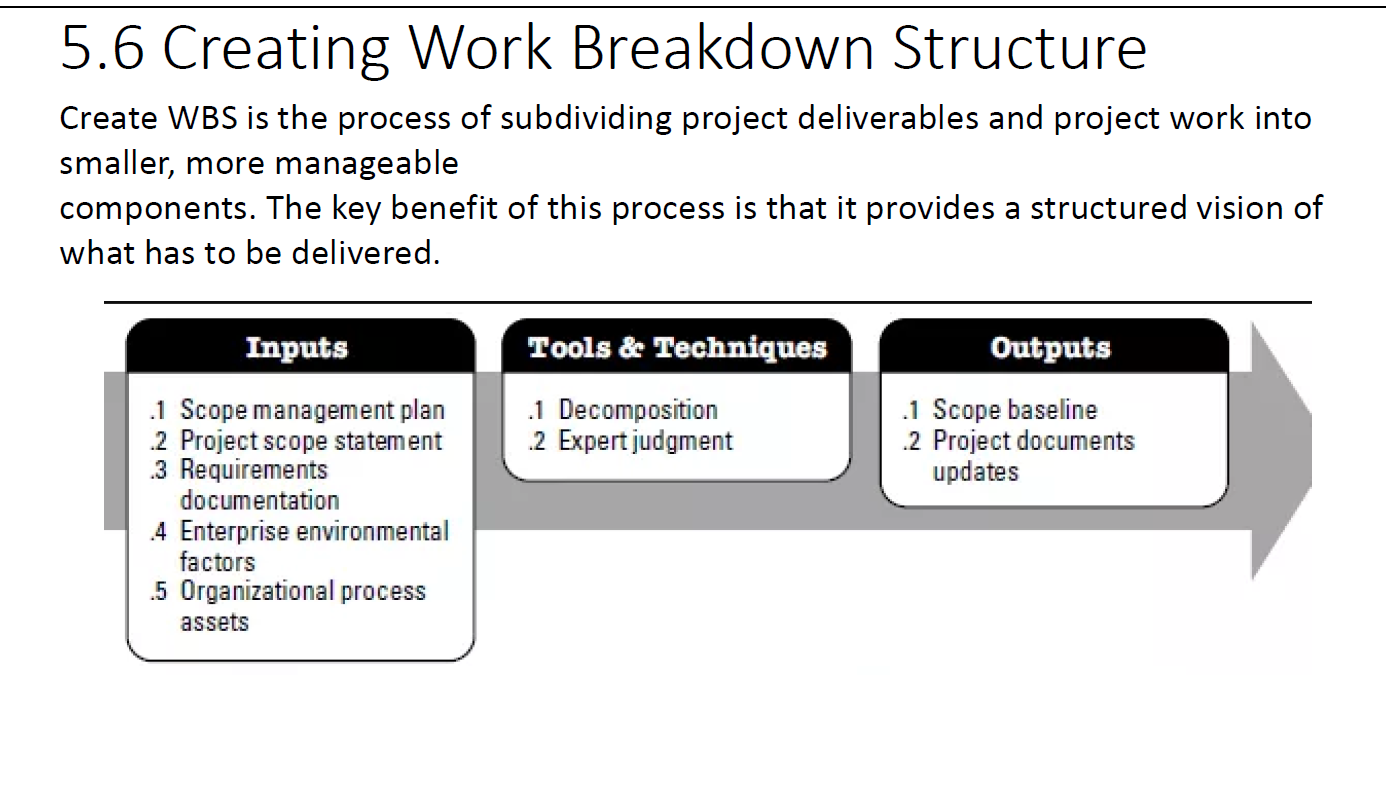 5.6 Creating Work Breakdown Structure
Create WBS is the process of subdividing project deliverables and project work into
smaller, more manageable
components. The key benefit of this process is that it provides a structured vision of
what has to be delivered.
Inputs
.1 Scope management plan
.2 Project scope statement
.3 Requirements
documentation
.4 Enterprise environmental
factors
.5 Organizational process
assets
Tools & Techniques
.1 Decomposition
.2 Expert judgment
Outputs
.1 Scope baseline
.2 Project documents
updates